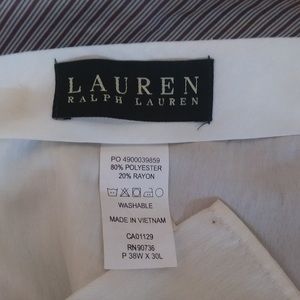 LAUREN
RALPH LAUREN
PO 4900039859
80% POLYESTER
20% RAYON
WASHABLE
MADE IN VIETNAM
CA01129
RN90736
P 38W X 30L